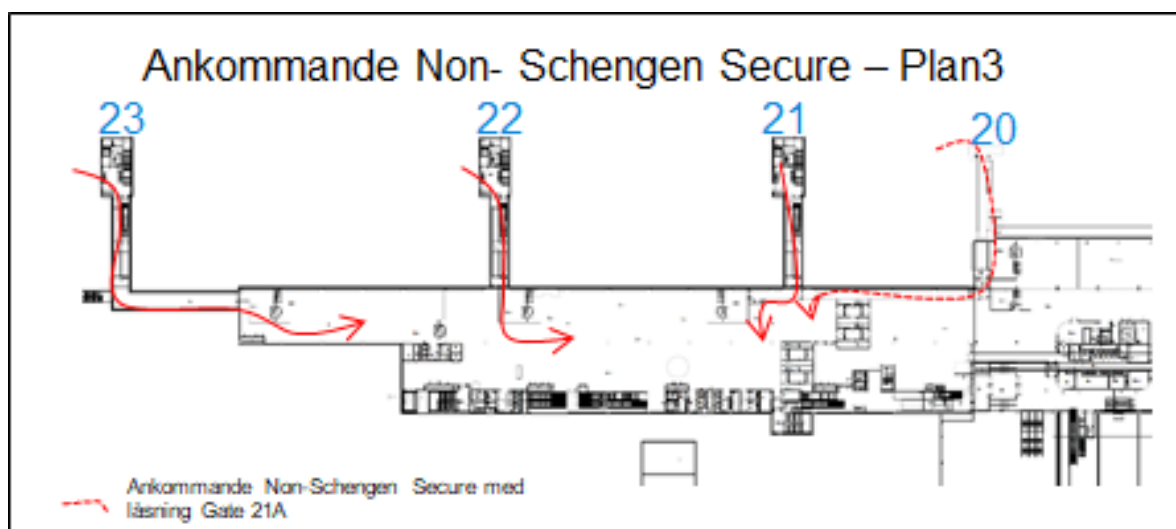 Ankommande Non- Schengen Secure – Plan3
23 22 21 20
Ankommande Non-Schengen Secure med
låsning Gate 21A